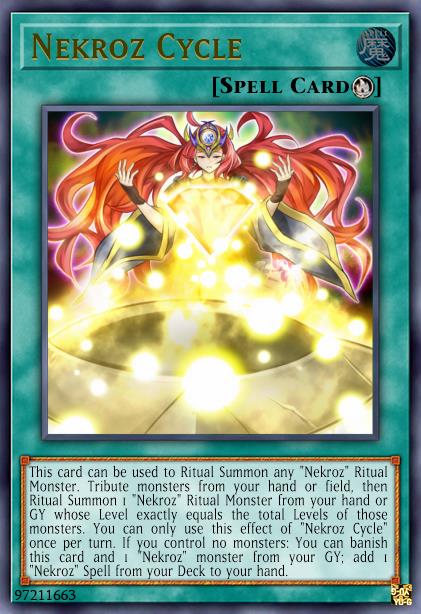 NEKROZ CYCLE
魔
[SPELL CARD]
This card can be used to Ritual Summon any "Nekroz" Ritual
Monster. Tribute monsters from your hand or field, then
Ritual Summon 1 "Nekroz" Ritual Monster from your hand or
GY whose Level exactly equals the total Levels of those
monsters. You can only use this effect of "Nekroz Cycle"
once per turn. If you control no monsters: You can banish
this card and 1 "Nekroz" monster from your GY; add 1
"Nekroz" Spell from your Deck to your hand.
97211663